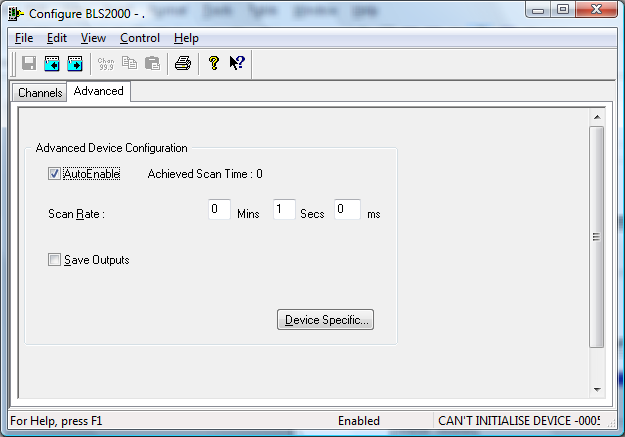 Configure BLS2000 - .
File Edit View Control Help
Chan
99.9
Channels Advanced
Advanced Device Configuration
AutoEnable Achieved Scan Time : 0
Scan Rate : 0 Mins 1 Secs 0 ms
Save Outputs
Device Specific...
For Help, press F1 Enabled CAN'T INITIALISE DEVICE -0005